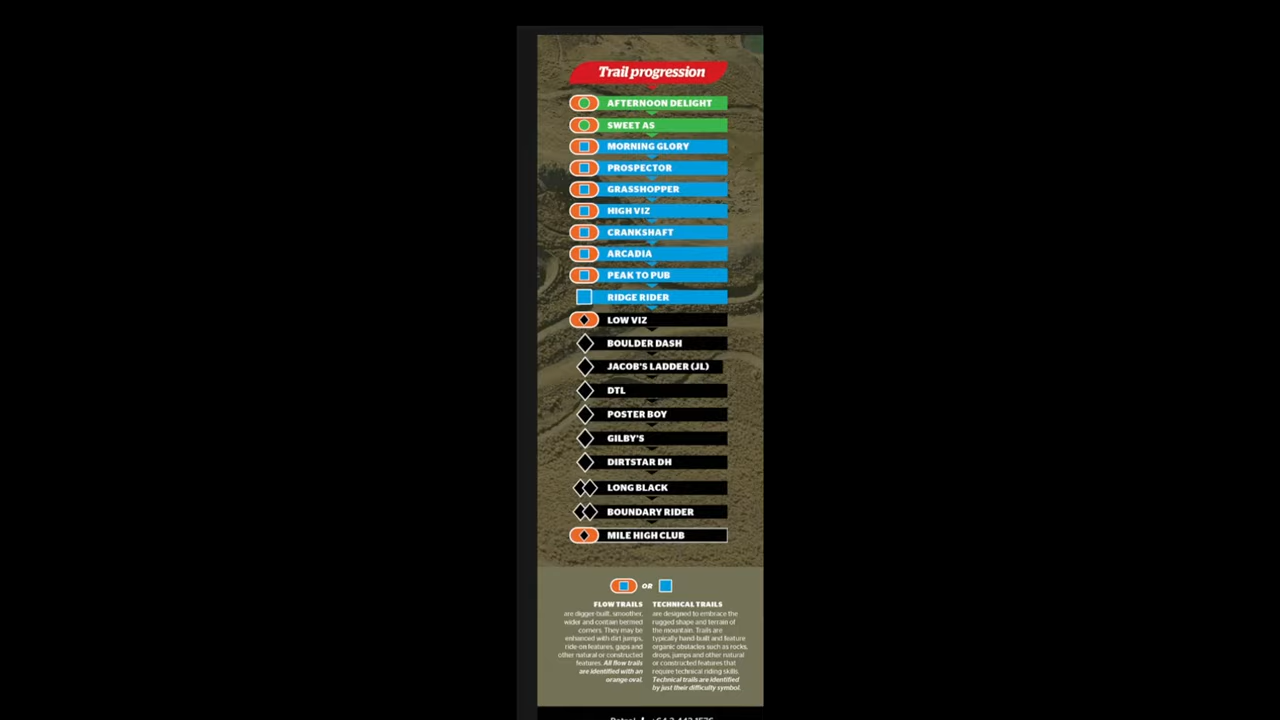 Trail progression
AFTERNOON DELIGHT
SWEET AS
MORNING GLORY
PROSPECTOR
GRASSHOPPER
HIGH VIZ
CRANKSHAFT
ARCADIA
PEAK TO PUB
RIDGE RIDER
LOW VIZ
BOULDER DASH
JACOB'S LADDER (JL)
DTL
POSTER BOY
GILBY'S
DIRTSTAR DH
LONG BLACK
BOUNDARY RIDER
MILE HIGH CLUB
OR
FLOW TRAILS
are digger-built, smoother,
wider and contain bermed
corners. They may be
enhanced with dirt jumps,
ride-on features, gaps and
other natural or constructed
features. All flow trails
are identified with an
orange oval.
TECHNICAL TRAILS
are designed to embrace the
rugged shape and terrain of
the mountain. Trails are
typically hand built and feature
organic obstacles such as rocks,
drops, jumps and other natural
or constructed features that
require technical riding skills.
Technical trails are identified
by just their difficulty symbol.